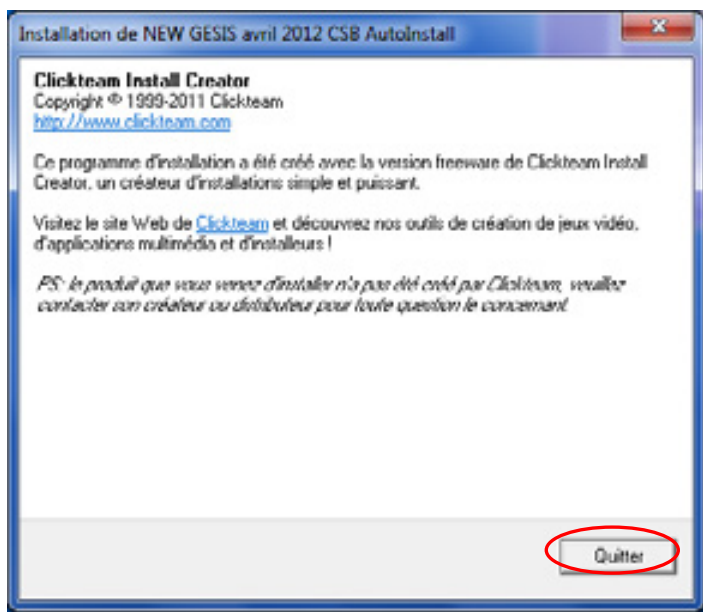 Installation de NEW GESIS avril 2012 CSB AutoInstall
Clickteam Install Creator
Copyright © 1999-2011 Clickteam
http://www.clickteam.com
Ce programme d'installation a été créé avec la version freeware de Clickteam Install
Creator, un créateur d'installations simple et puissant.
Visitez le site Web de Clickteam et découvrez nos outils de création de jeux vidéo,
d'applications multimédia et d'installeurs !
PS: le produit que vous venez d'installer n'a pas été créé par Clickteam, veuillez
contacter son créateur ou distributeur pour toute question le concernant.
Quitter